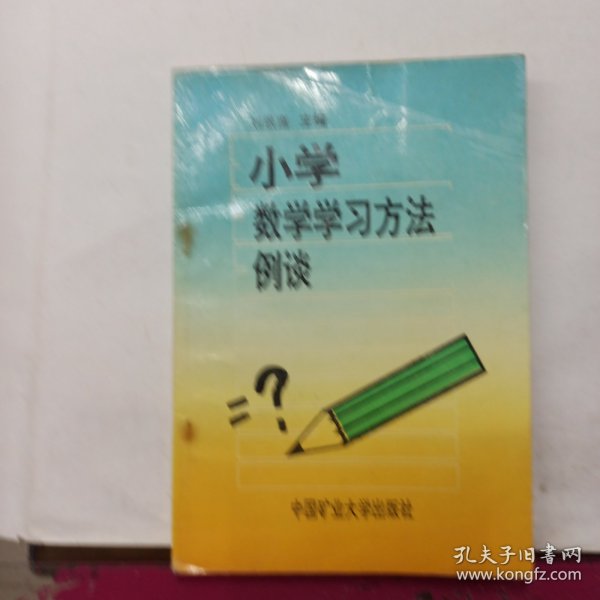 主编
小学
数学学习方法
例谈
=?
中国矿业大学出版社
孔夫子旧书网
www.kongfz.com